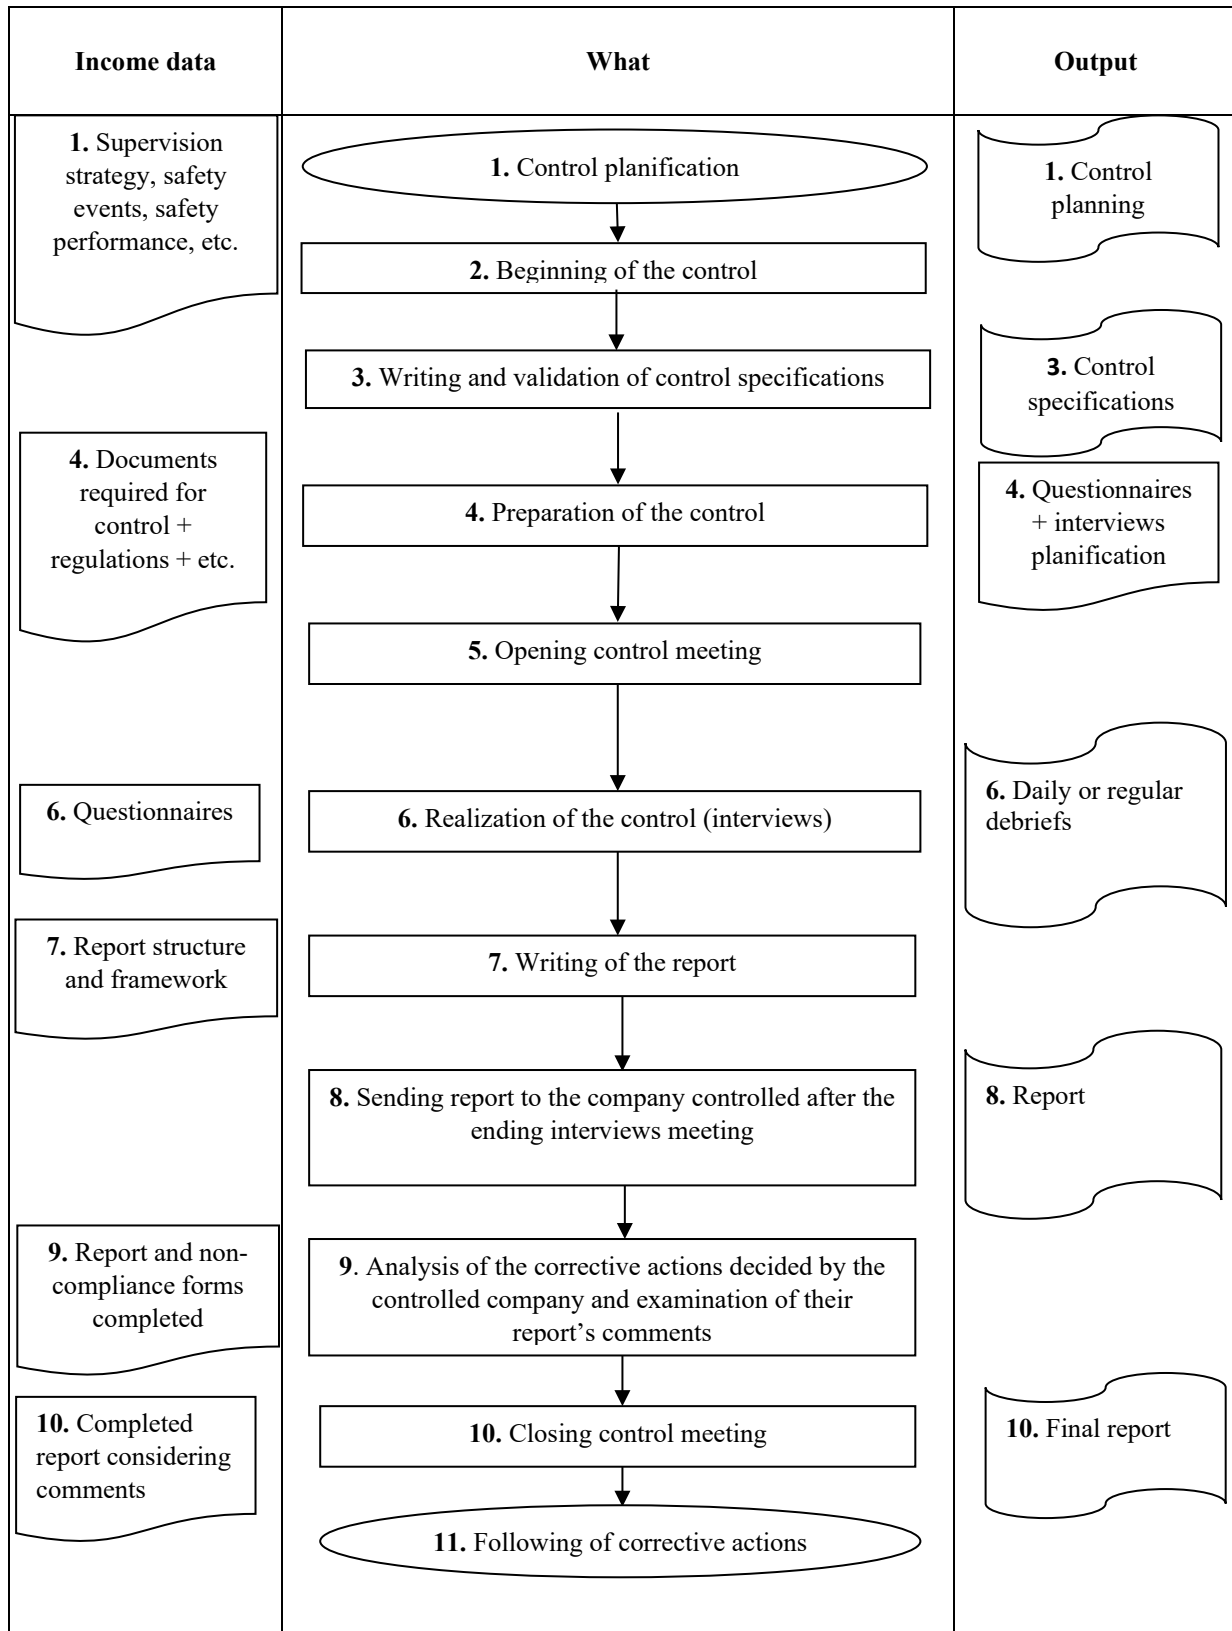 Income data
What
Output
1. Supervision
strategy, safety
events, safety
performance, etc.
1. Control planification
1. Control
planning
2. Beginning of the control
3. Writing and validation of control specifications
3. Control
specifications
4. Documents
required for
control +
regulations + etc.
4. Preparation of the control
4. Questionnaires
+ interviews
planification
5. Opening control meeting
6. Questionnaires
6. Realization of the control (interviews)
6. Daily or regular
debriefs
7. Report structure
and framework
7. Writing of the report
8. Sending report to the company controlled after the
ending interviews meeting
8. Report
9. Report and non-
compliance forms
completed
9. Analysis of the corrective actions decided by the
controlled company and examination of their
report’s comments
10. Completed
report considering
comments
10. Closing control meeting
10. Final report
11. Following of corrective actions